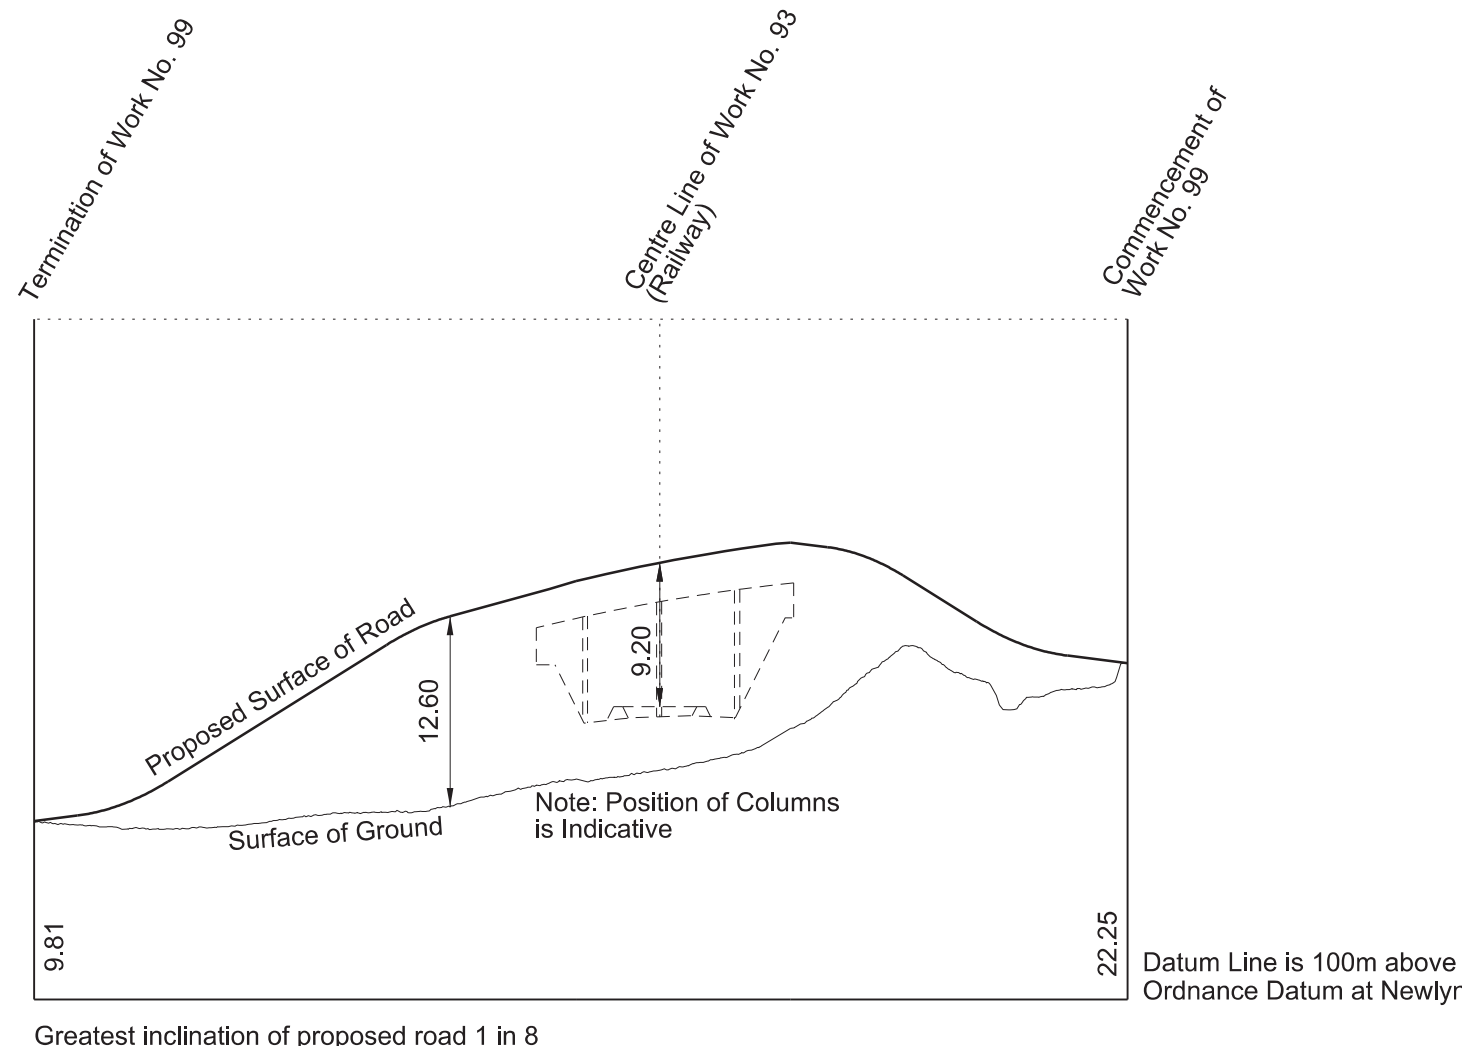 Termination of Work No. 99
Centre Line of Work No. 93
(Railway)
Commencement of
Work No. 99
Proposed Surface of Road
12.60
9.20
Surface of Ground
Note: Position of Columns
is Indicative
9.81
22.25
Datum Line is 100m above
Ordnance Datum at Newlyn
Greatest inclination of proposed road 1 in 8